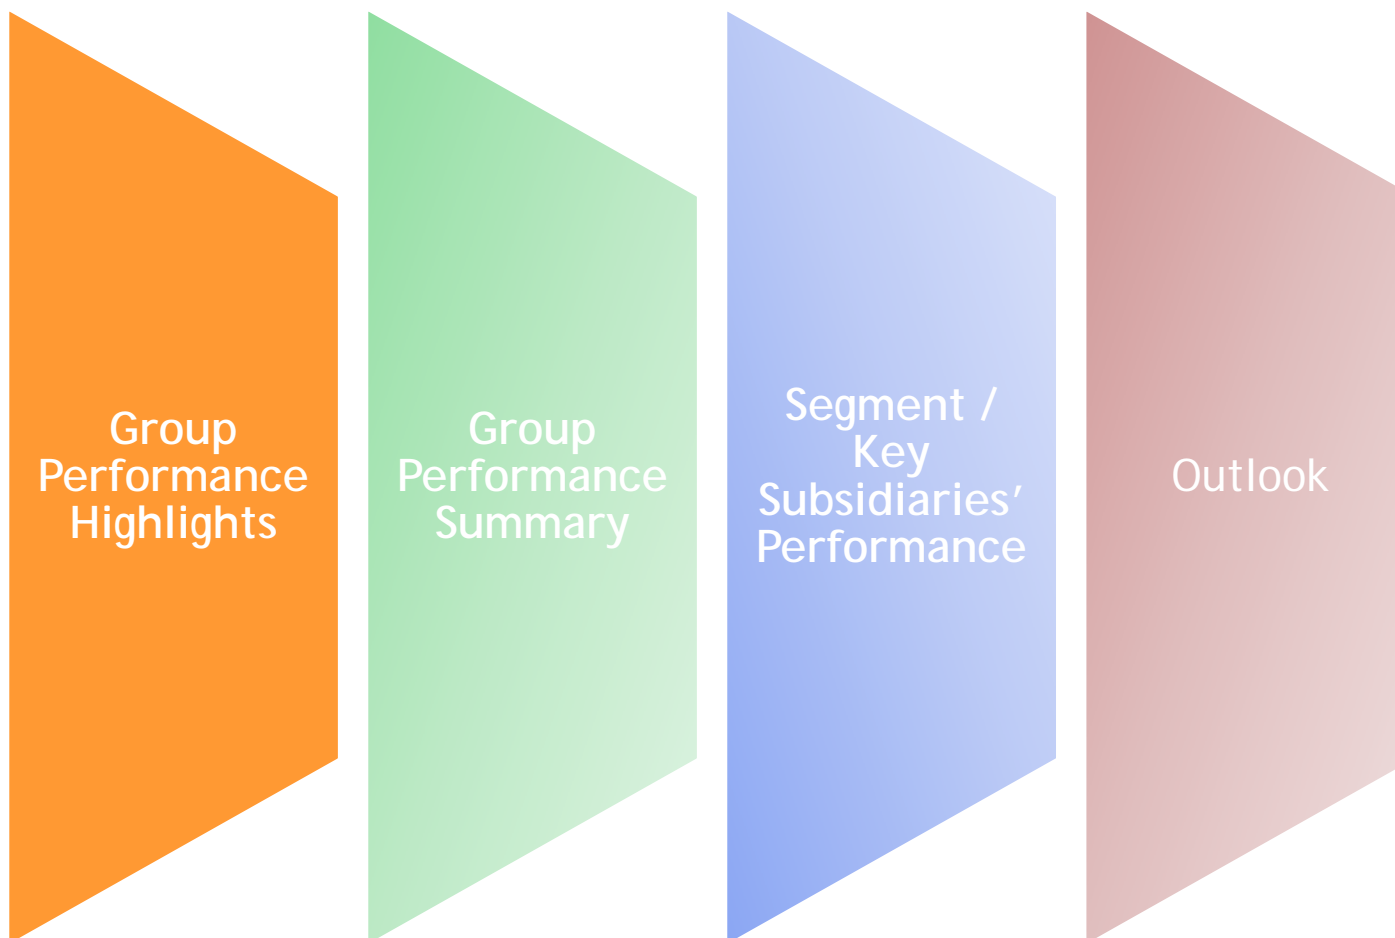 Group
Performance
Highlights
Group
Performance
Summary
Segment /
Key
Subsidiaries’
Performance
Outlook